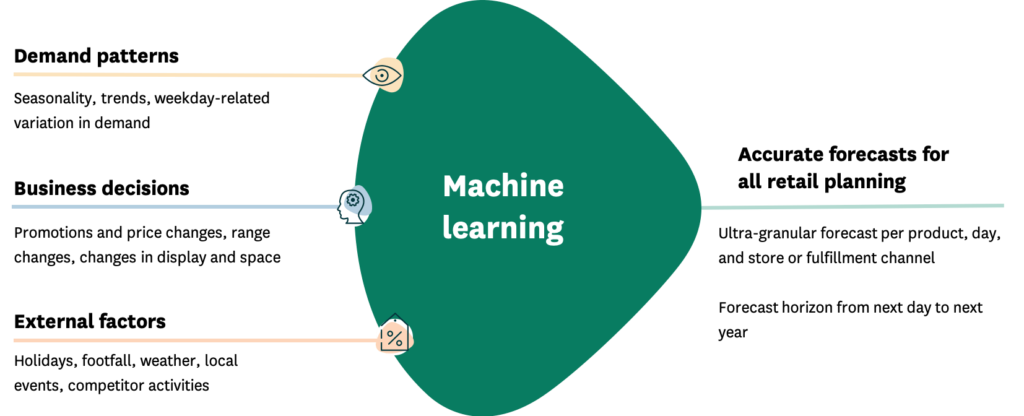 Demand patterns
Seasonality, trends, weekday-related
variation in demand
Business decisions
Promotions and price changes, range
changes, changes in display and space
External factors
Holidays, footfall, weather, local
events, competitor activities
%
Machine
learning
Accurate forecasts for
all retail planning
Ultra-granular forecast per product, day,
and store or fulfillment channel
Forecast horizon from next day to next
year